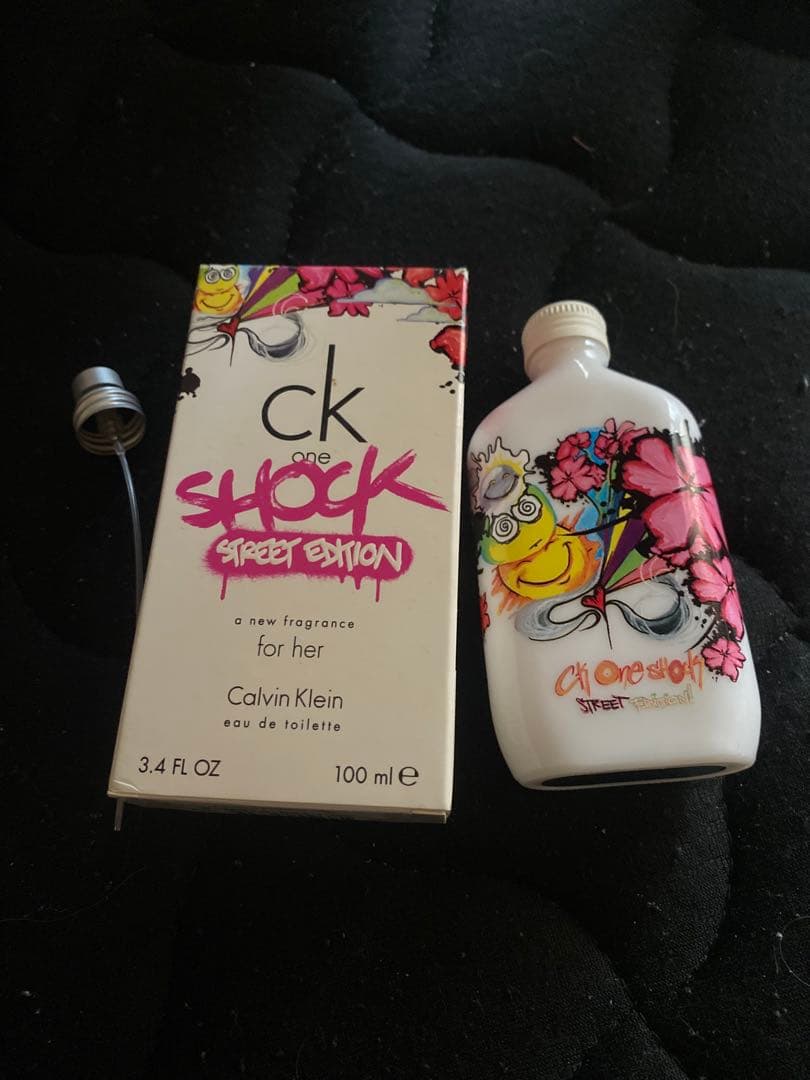 ck
one
SHOCK
STREET EDITION
a new fragrance
for her
Calvin Klein
eau de toilette
3.4 FL OZ
100 ml e
CK One SHOCK
STREET EDITION!